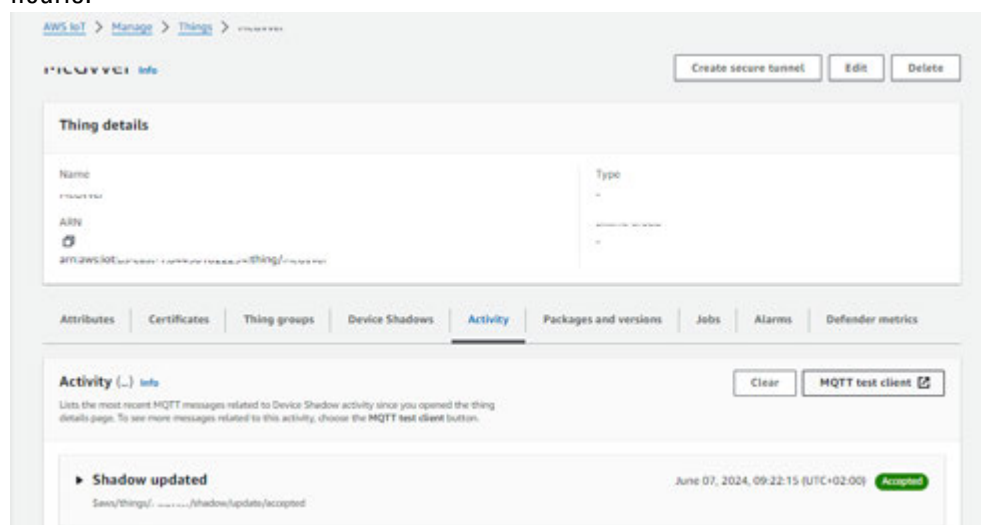 AWS IoT > Manage > Things >
Info
Create secure tunnel Edit Delete
Thing details
Name
Type
-
ARN
-
Attributes Certificates Thing groups Device Shadows Activity Packages and versions Jobs Alarms Defender metrics
Activity (...) Info
Clear MQTT test client
Lists the most recent MQTT messages related to Device Shadow activity since you opened the thing
details page. To see more messages related to this activity, choose the MQTT test client button.
Shadow updated
June 07, 2024, 09:22:15 (UTC+02:00) Accepted
$aws/things/ /shadow/update/accepted